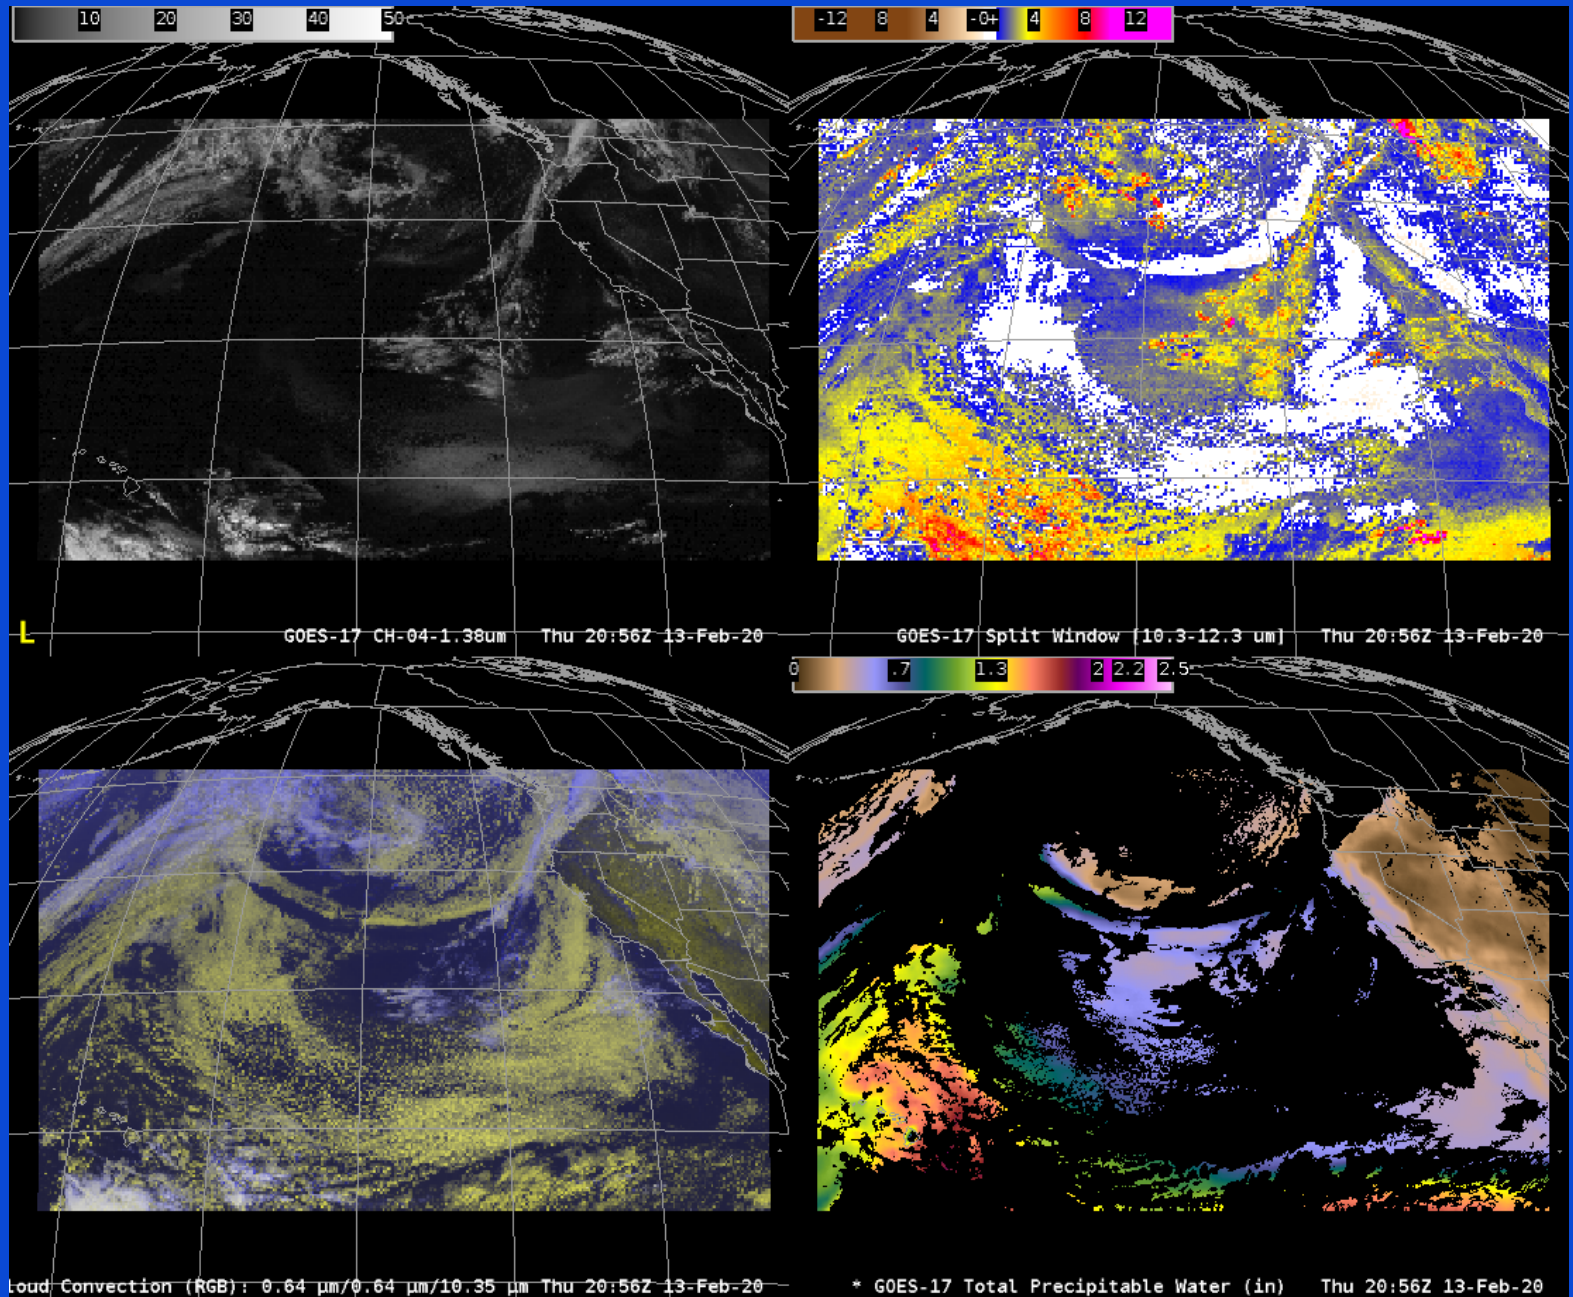 10 20 30 40 50
-12 8 4 -0+ 4 8 12
L
GOES-17 CH-04-1.38um Thu 20:56Z 13-Feb-20
GOES-17 Split Window [10.3-12.3 um] Thu 20:56Z 13-Feb-20
0 .7 1.3 2 2.2 2.5
loud Convection (RGB): 0.64 µm/0.64 µm/10.35 µm Thu 20:56Z 13-Feb-20
* GOES-17 Total Precipitable Water (in) Thu 20:56Z 13-Feb-20